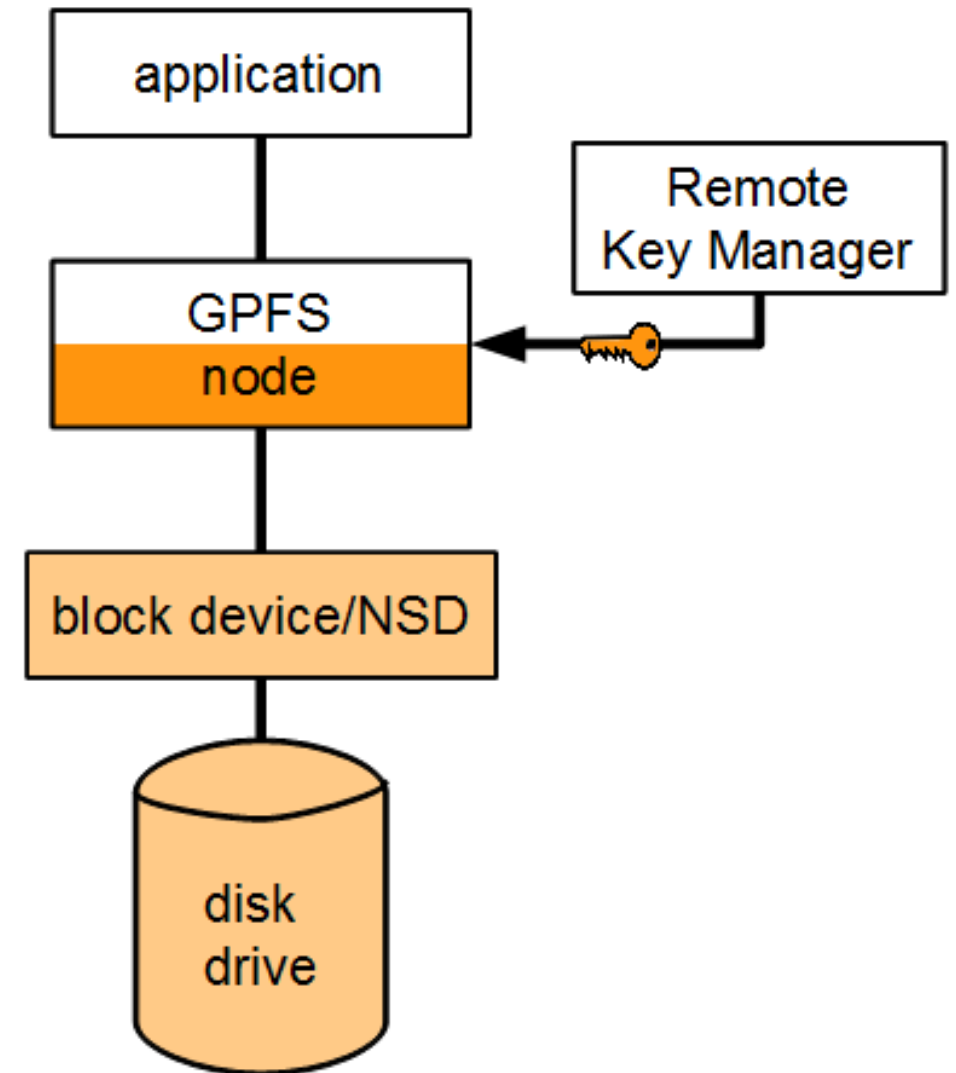 application
Remote
Key Manager
GPFS
node
block device/NSD
disk
drive